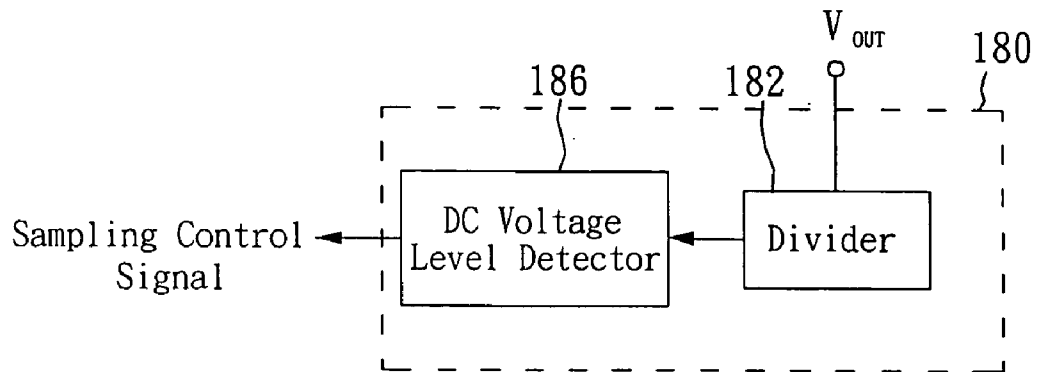 V OUT
180
186
182
DC Voltage
Level Detector
Divider
Sampling Control
Signal